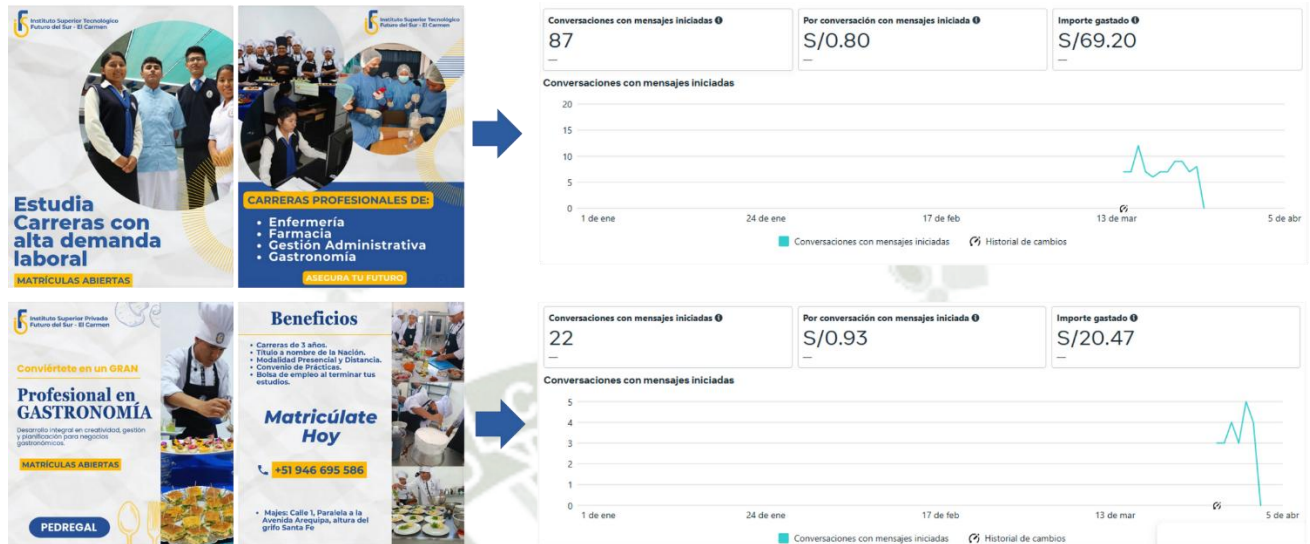 Instituto Superior Tecnológico
Futuro del Sur - El Carmen
Estudia
Carreras con
alta demanda
laboral
MATRÍCULAS ABIERTAS
Instituto Superior Tecnológico
Futuro del Sur - El Carmen
CARRERAS PROFESIONALES DE:
• Enfermería
• Farmacia
• Gestión Administrativa
• Gastronomía
ASEGURA TU FUTURO
Conversaciones con mensajes iniciadas
87
—
Por conversación con mensajes iniciada
S/0.80
—
Importe gastado
S/69.20
—
Conversaciones con mensajes iniciadas
20
15
10
5
0
1 de ene 24 de ene 17 de feb 13 de mar 5 de abr
Conversaciones con mensajes iniciadas Historial de cambios
Instituto Superior Privado
Futuro del Sur - El Carmen
Conviértete en un GRAN
Profesional en
GASTRONOMÍA
Desarrollo integral en creatividad, gestión
y planificación para negocios
gastronómicos.
MATRÍCULAS ABIERTAS
PEDREGAL
Beneficios
• Carreras de 3 años.
• Título a nombre de la Nación.
• Modalidad Presencial y Distancia.
• Convenio de Prácticas.
• Bolsa de empleo al terminar tus
estudios.
Matricúlate
Hoy
+51 946 695 586
• Majes: Calle 1, Paralela a la
Avenida Arequipa, altura del
grifo Santa Fe
Conversaciones con mensajes iniciadas
22
—
Por conversación con mensajes iniciada
S/0.93
—
Importe gastado
S/20.47
—
Conversaciones con mensajes iniciadas
5
4
3
2
1
0
1 de ene 24 de ene 17 de feb 13 de mar 5 de abr
Conversaciones con mensajes iniciadas Historial de cambios